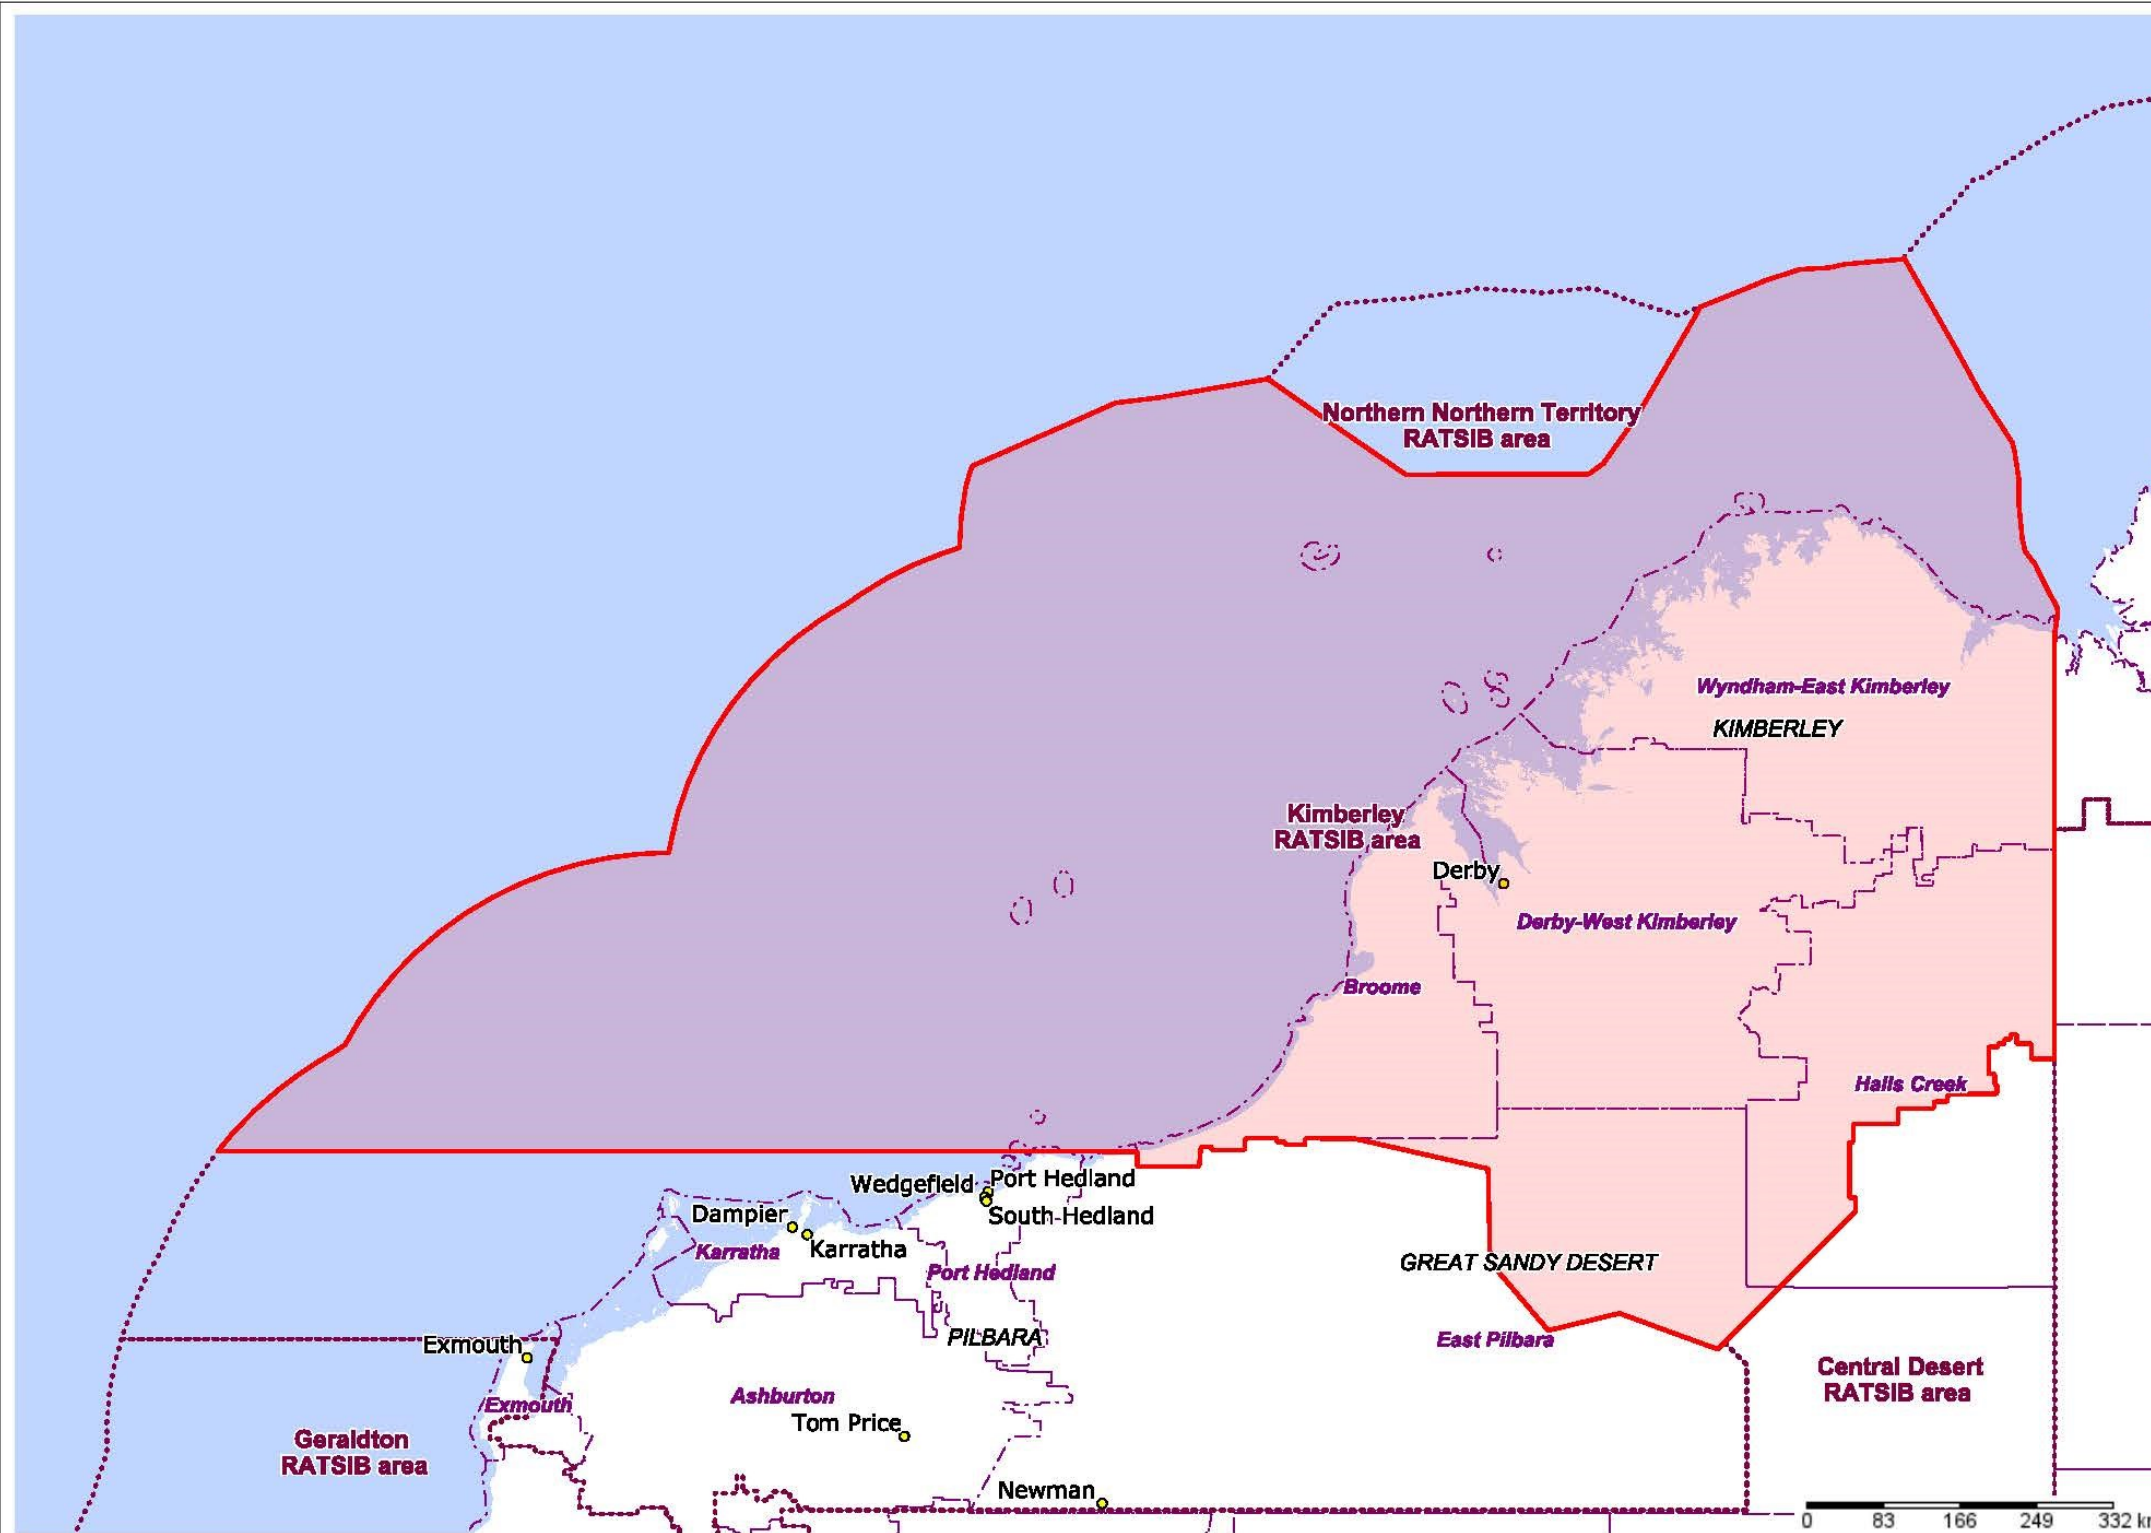 Northern Northern Territory
RATSIB area
Wyndham-East Kimberley
KIMBERLEY
Kimberley
RATSIB area
Derby
Derby-West Kimberley
Broome
Halls Creek
Wedgefield
Port Hedland
South Hedland
Dampier
Karratha
Karratha
Port Hedland
GREAT SANDY DESERT
PILBARA
East Pilbara
Exmouth
Exmouth
Ashburton
Tom Price
Central Desert
RATSIB area
Geraldton
RATSIB area
Newman
0 83 166 249 332 km